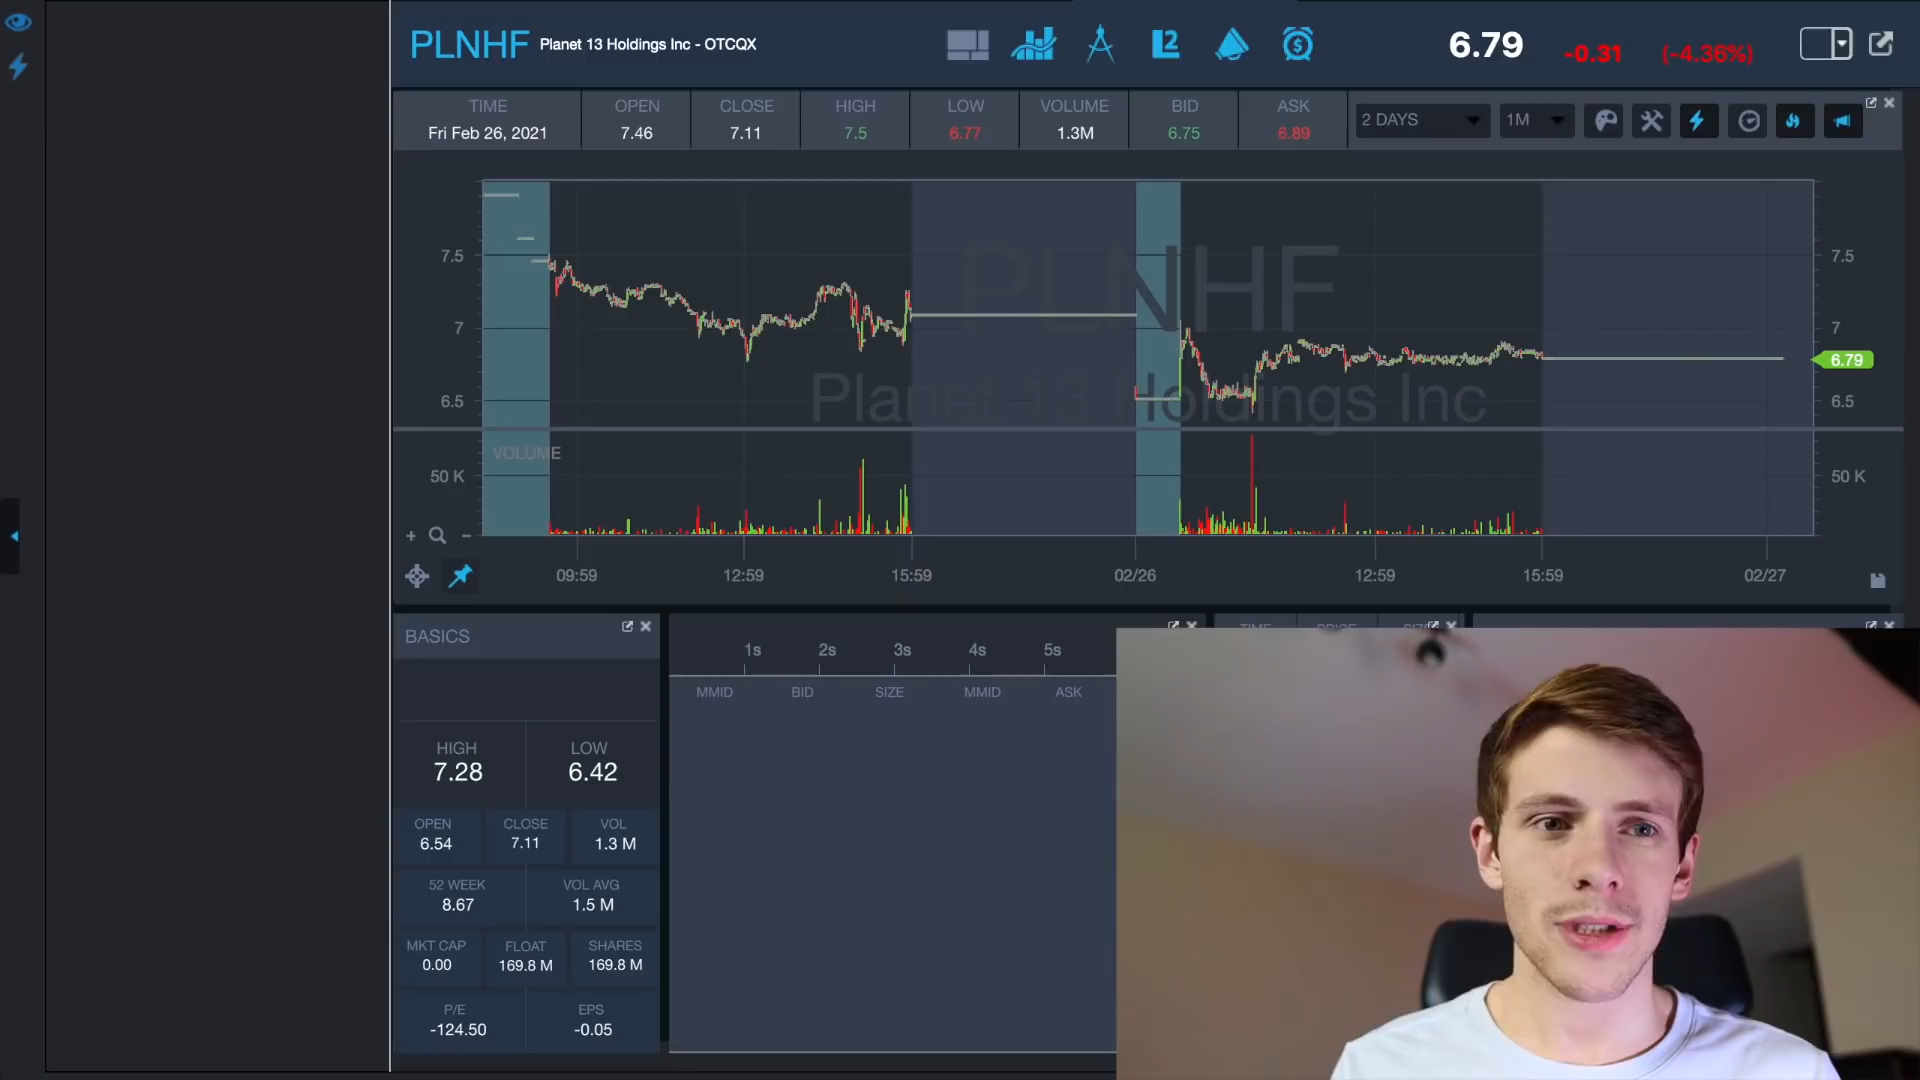 PLNHF Planet 13 Holdings Inc - OTCQX L2 6.79 -0.31 (-4.36%)
TIME OPEN CLOSE HIGH LOW VOLUME BID ASK
Fri Feb 26, 2021 7.46 7.11 7.5 6.77 1.3M 6.75 6.89
2 DAYS 1M
PLNHF
Planet 13 Holdings Inc
7.5 7.5
7 7
6.79
6.5 6.5
VOLUME
50 K 50 K
+ −
09:59 12:59 15:59 02/26 12:59 15:59 02/27
BASICS
HIGH LOW
7.28 6.42
OPEN CLOSE VOL
6.54 7.11 1.3 M
52 WEEK VOL AVG
8.67 1.5 M
MKT CAP FLOAT SHARES
0.00 169.8 M 169.8 M
P/E EPS
-124.50 -0.05
1s 2s 3s 4s 5s
MMID BID SIZE MMID ASK
TIME PRICE